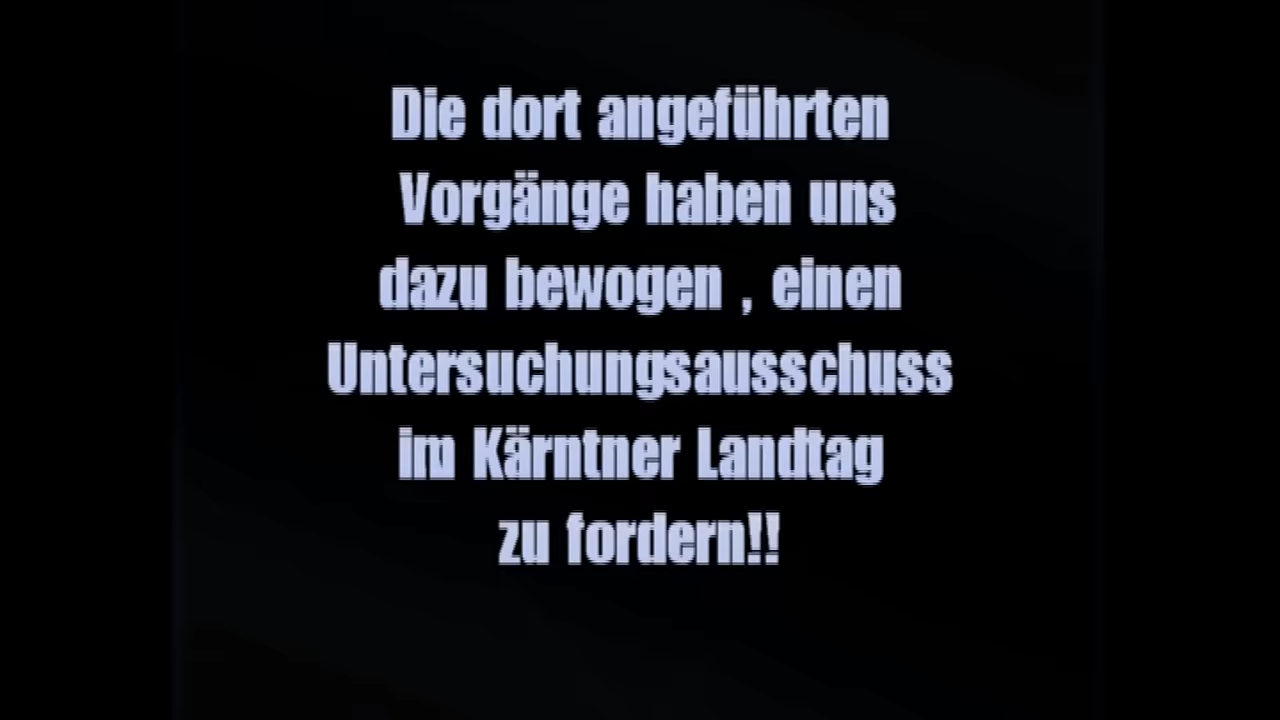 Die dort angeführten
Vorgänge haben uns
dazu bewogen , einen
Untersuchungsausschuss
im Kärntner Landtag
zu fordern!!